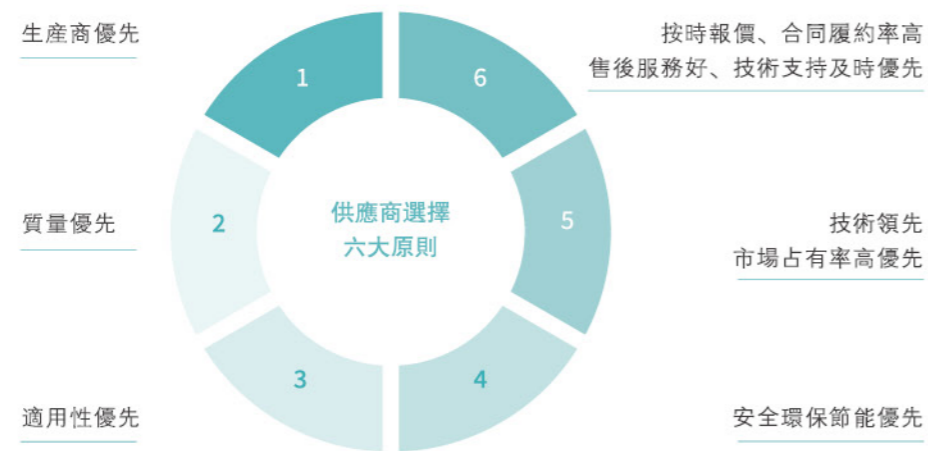 生産商優先
1
質量優先
2
適用性優先
3
供應商選擇
六大原則
4
安全環保節能優先
5
技術領先
市場占有率高優先
6
按時報價、合同履約率高
售後服務好、技術支持及時優先